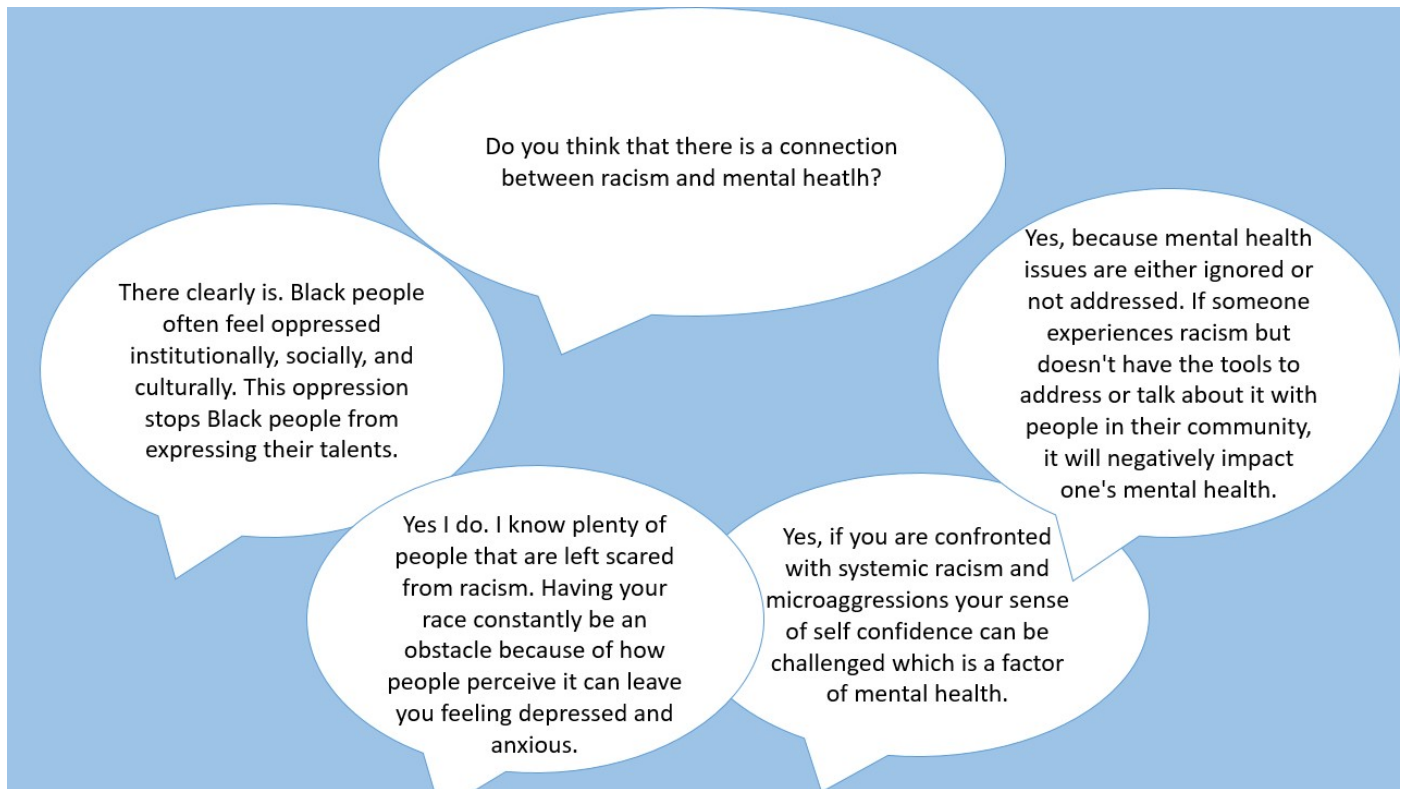 Do you think that there is a connection
between racism and mental heatlh?
There clearly is. Black people
often feel oppressed
institutionally, socially, and
culturally. This oppression
stops Black people from
expressing their talents.
Yes I do. I know plenty of
people that are left scared
from racism. Having your
race constantly be an
obstacle because of how
people perceive it can leave
you feeling depressed and
anxious.
Yes, if you are confronted
with systemic racism and
microaggressions your sense
of self confidence can be
challenged which is a factor
of mental health.
Yes, because mental health
issues are either ignored or
not addressed. If someone
experiences racism but
doesn't have the tools to
address or talk about it with
people in their community,
it will negatively impact
one's mental health.